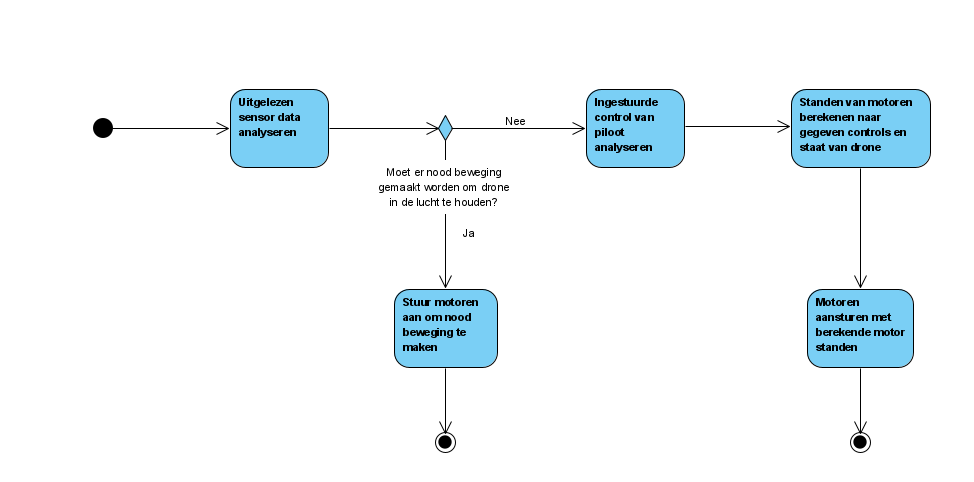 Uitgelezen
sensor data
analyseren
Nee
Ingestuurde
control van
piloot
analyseren
Standen van motoren
berekenen naar
gegeven controls en
staat van drone
Moet er nood beweging
gemaakt worden om drone
in de lucht te houden?
Ja
Stuur motoren
aan om nood
beweging te
maken
Motoren
aansturen met
berekende motor
standen